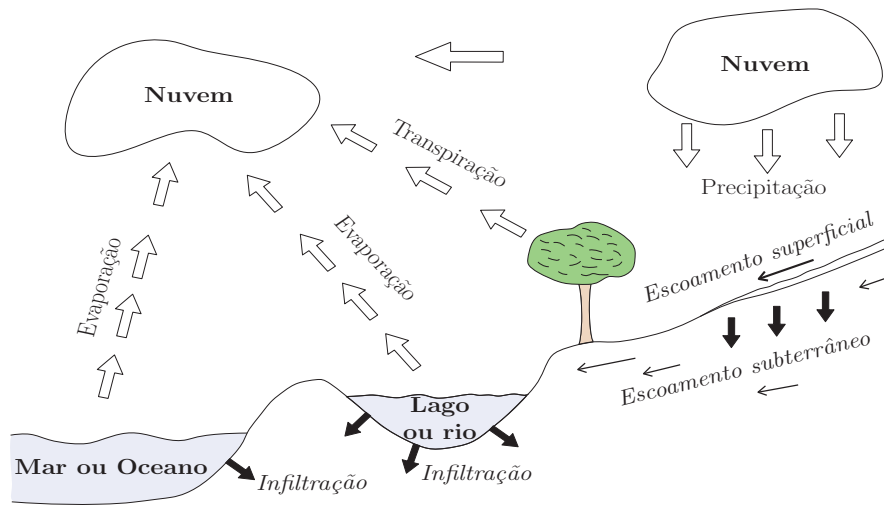 Nuvem
Nuvem
Transpiração
Precipitação
Evaporação
Evaporação
Escoamento superficial
Escoamento subterrâneo
Lago
ou rio
Mar ou Oceano
Infiltração
Infiltração